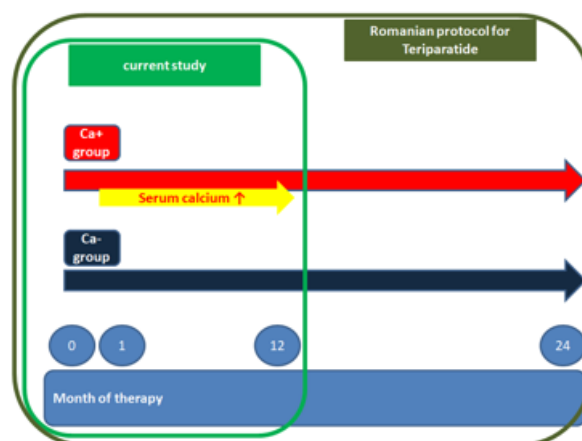 Romanian protocol for
Teriparatide
current study
Ca+
group
Serum calcium ↑
Ca-
group
0
1
12
24
Month of therapy